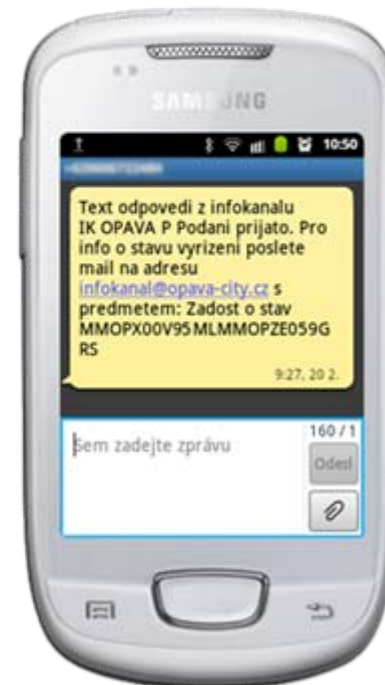 SAMSUNG
10:50
Text odpovedi z infokanalu
IK OPAVA P Podani prijato. Pro
info o stavu vyrizeni poslete
mail na adresu
infokanal@opava-city.cz s
predmetem: Zadost o stav
MMOPX00V95MLMMOPZE059G
RS
9:27, 20 2.
160 / 1
Sem zadejte zprávu
Odesl